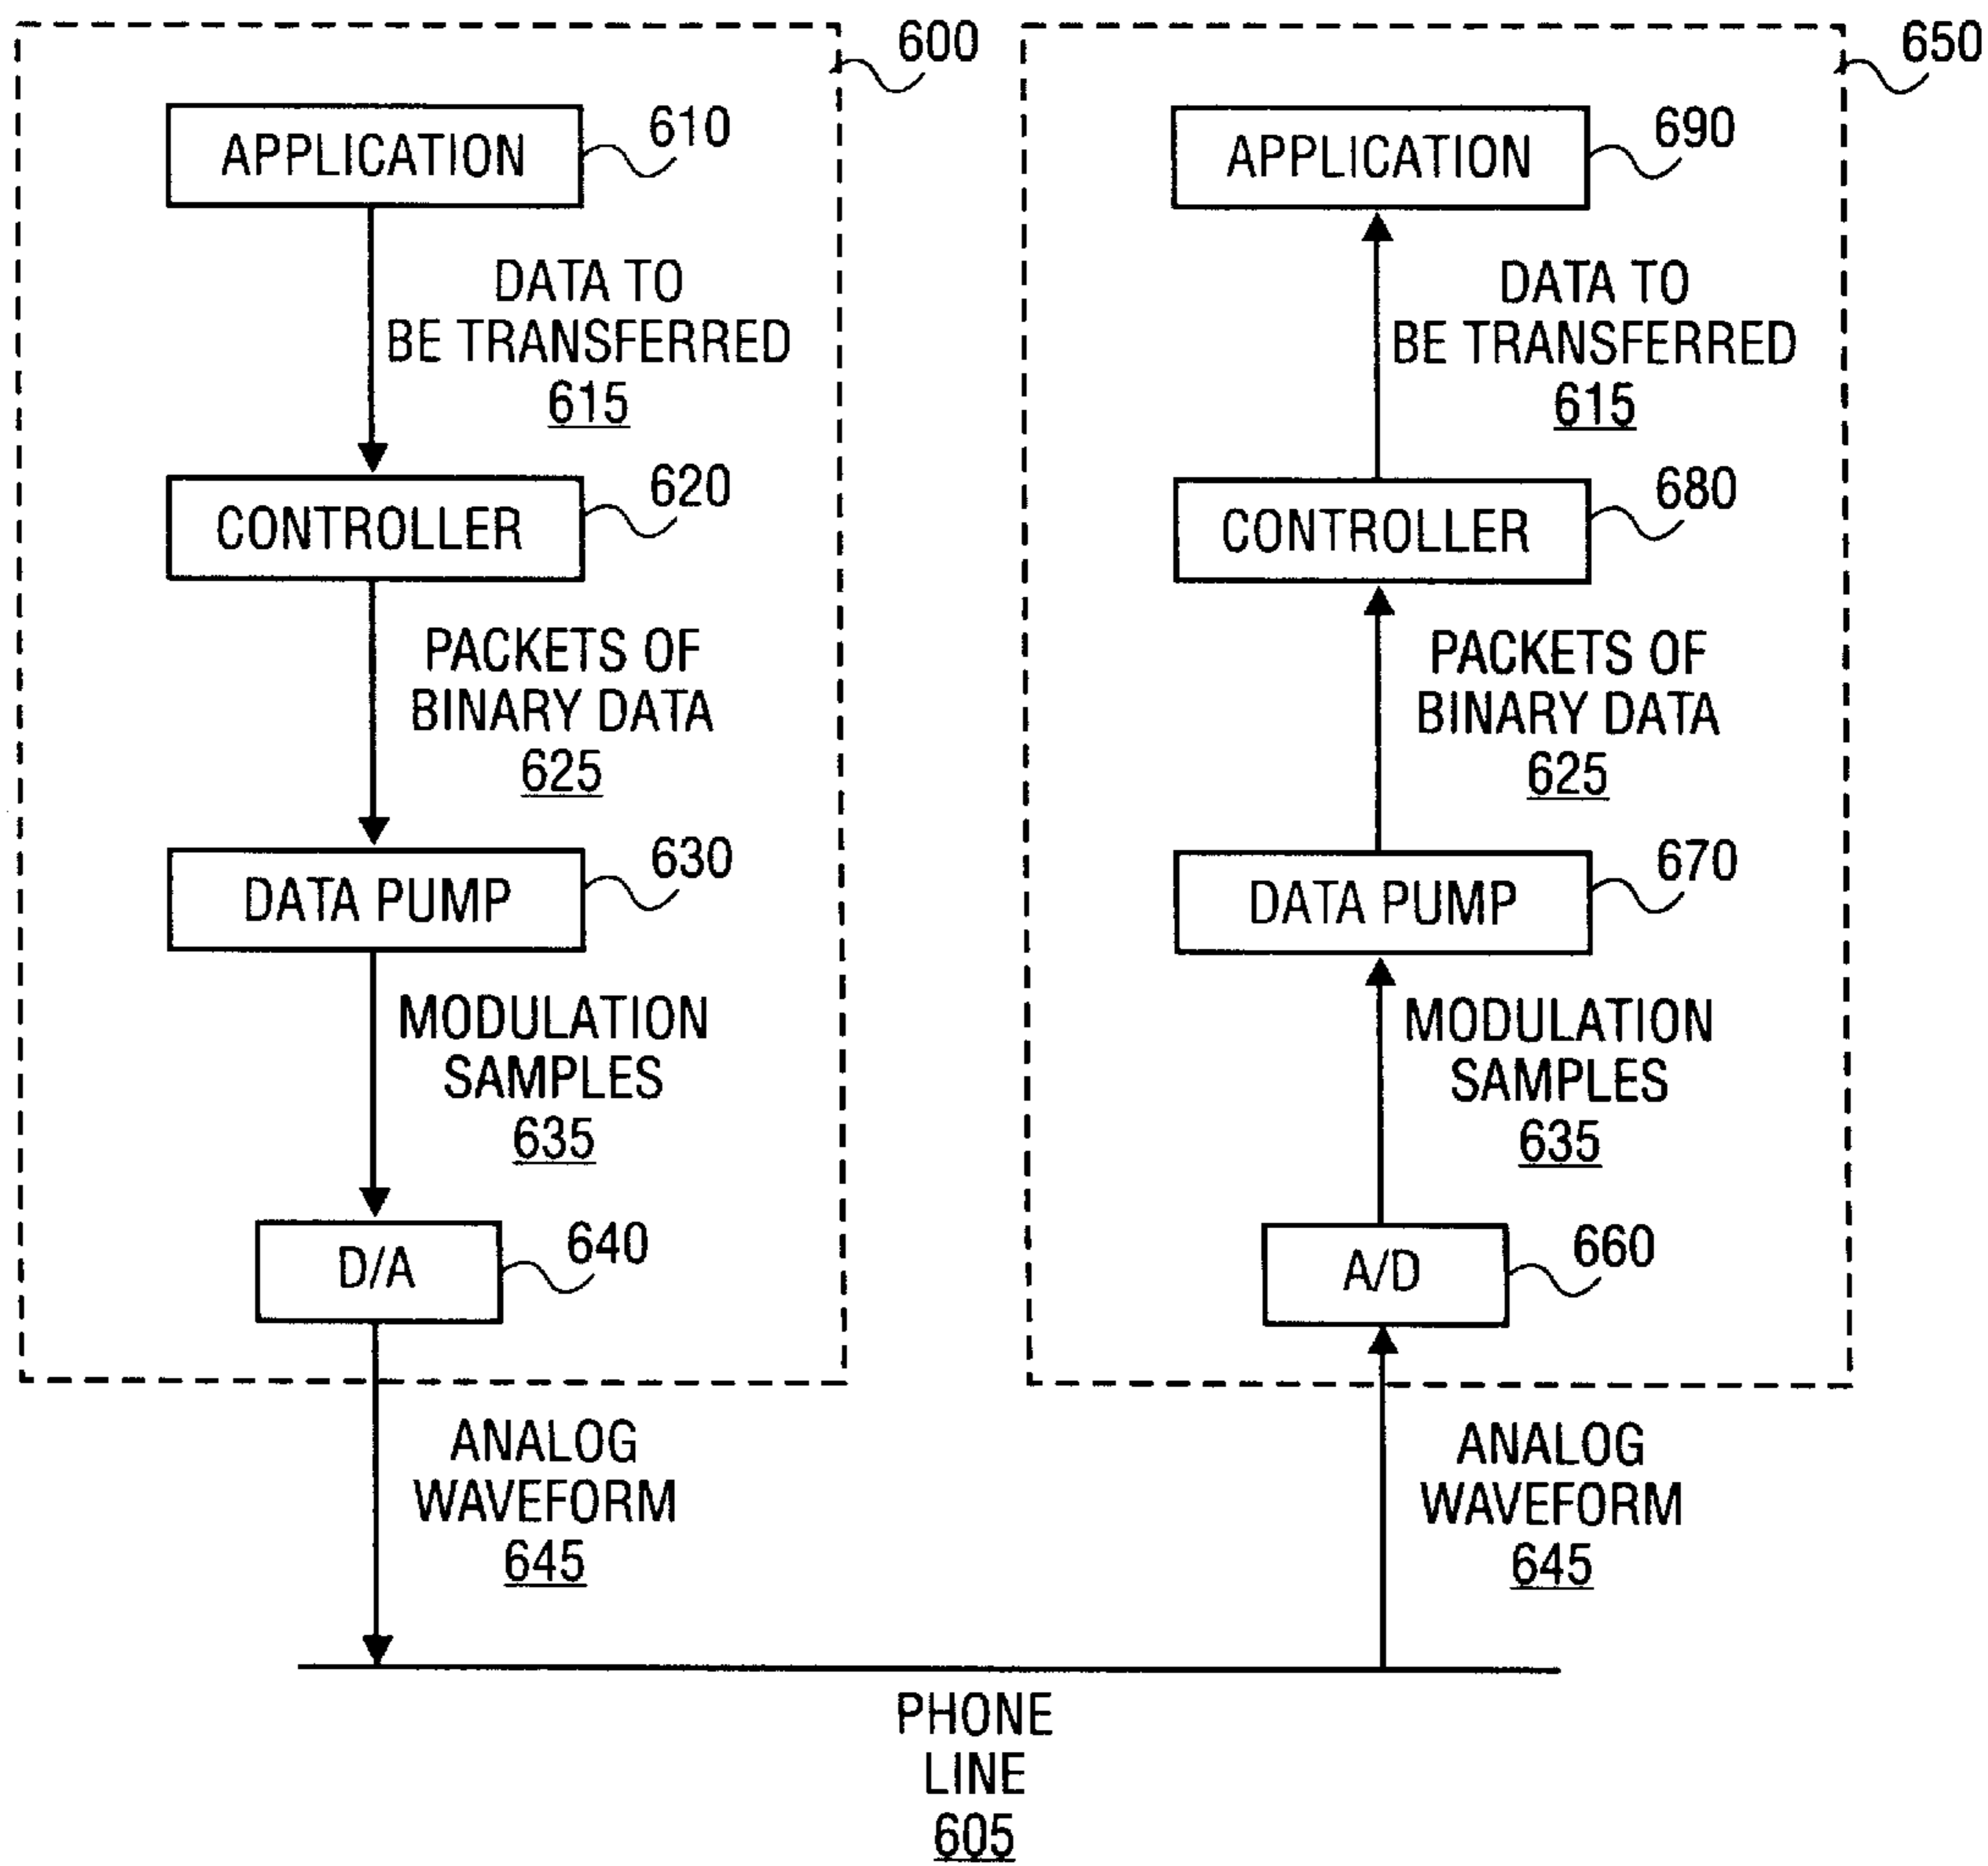 600
APPLICATION
610
DATA TO
BE TRANSFERRED
615
CONTROLLER
620
PACKETS OF
BINARY DATA
625
DATA PUMP
630
MODULATION
SAMPLES
635
D/A
640
ANALOG
WAVEFORM
645
650
APPLICATION
690
DATA TO
BE TRANSFERRED
615
CONTROLLER
680
PACKETS OF
BINARY DATA
625
DATA PUMP
670
MODULATION
SAMPLES
635
A/D
660
ANALOG
WAVEFORM
645
PHONE
LINE
605